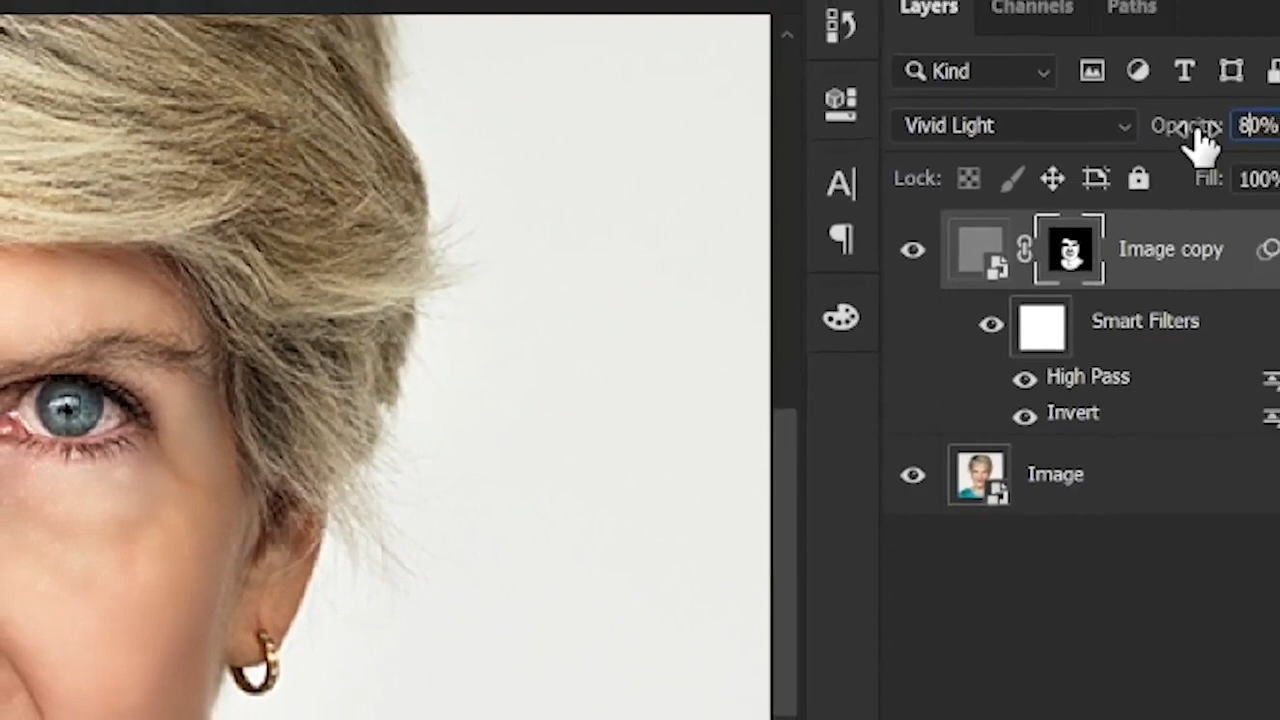 Layers Channels Paths
Kind
Vivid Light Opacity: 80%
Lock: Fill: 100%
Image copy
Smart Filters
High Pass
Invert
Image